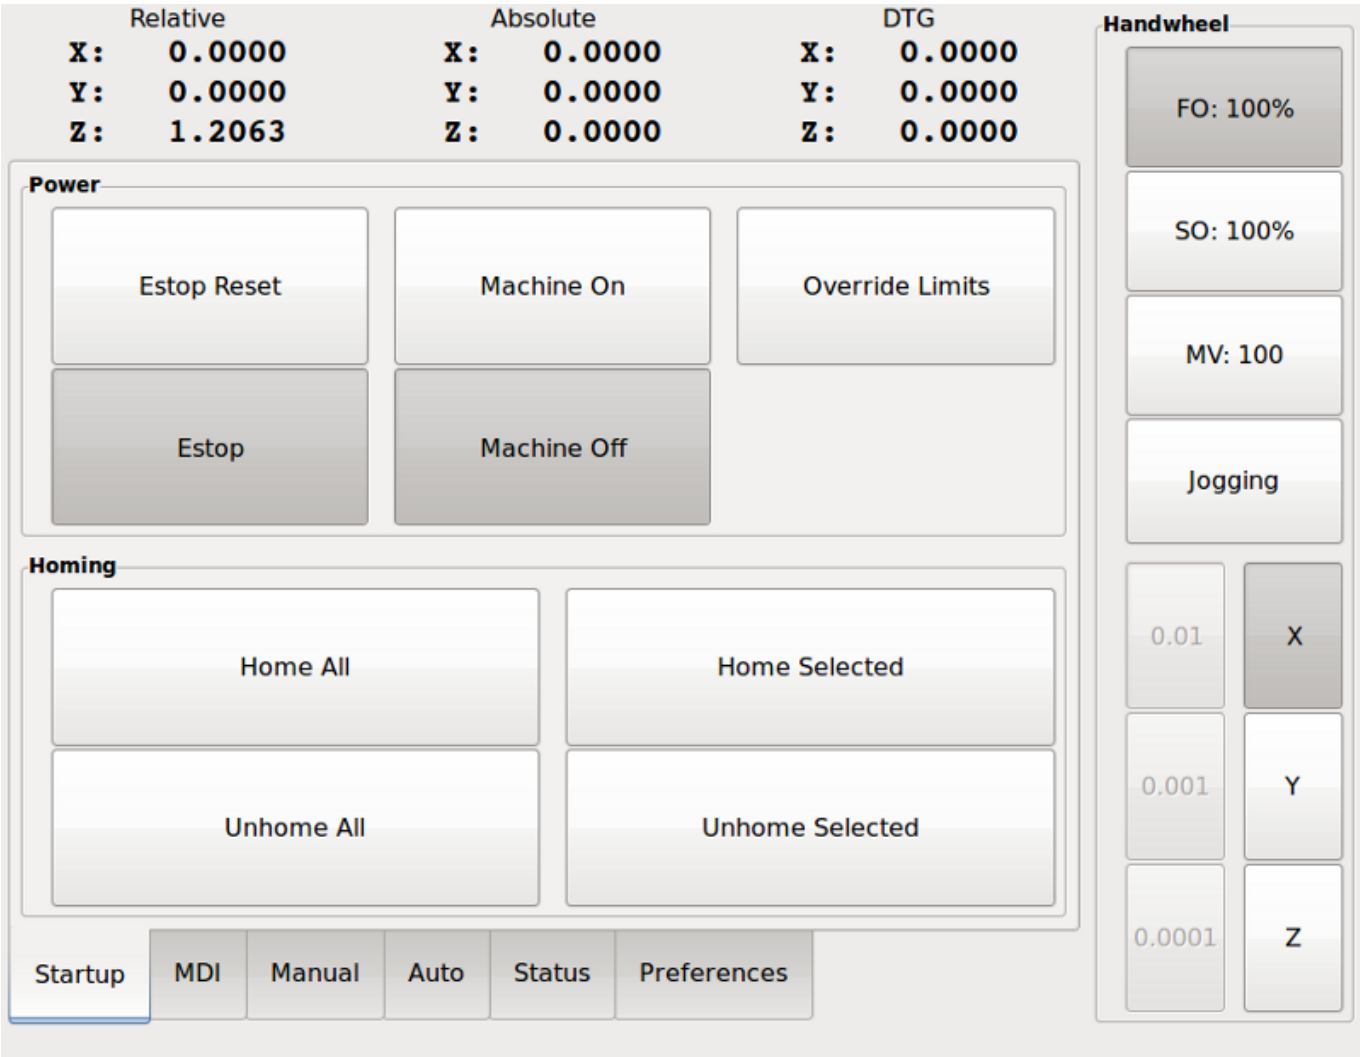 Relative Absolute DTG
X: 0.0000 X: 0.0000 X: 0.0000
Y: 0.0000 Y: 0.0000 Y: 0.0000
Z: 1.2063 Z: 0.0000 Z: 0.0000
Power
Estop Reset Machine On Override Limits
Estop Machine Off
Homing
Home All Home Selected
Unhome All Unhome Selected
Startup MDI Manual Auto Status Preferences
Handwheel
FO: 100%
SO: 100%
MV: 100
Jogging
0.01 X
0.001 Y
0.0001 Z